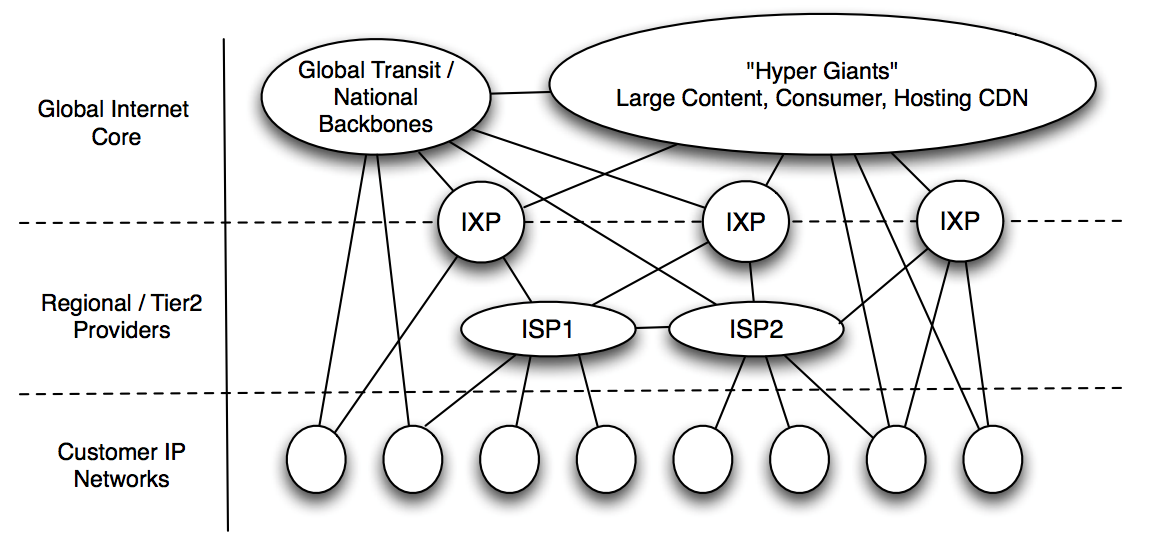 Global Internet
Core
Global Transit /
National
Backbones
"Hyper Giants"
Large Content, Consumer, Hosting CDN
IXP
IXP
IXP
Regional / Tier2
Providers
ISP1
ISP2
Customer IP
Networks